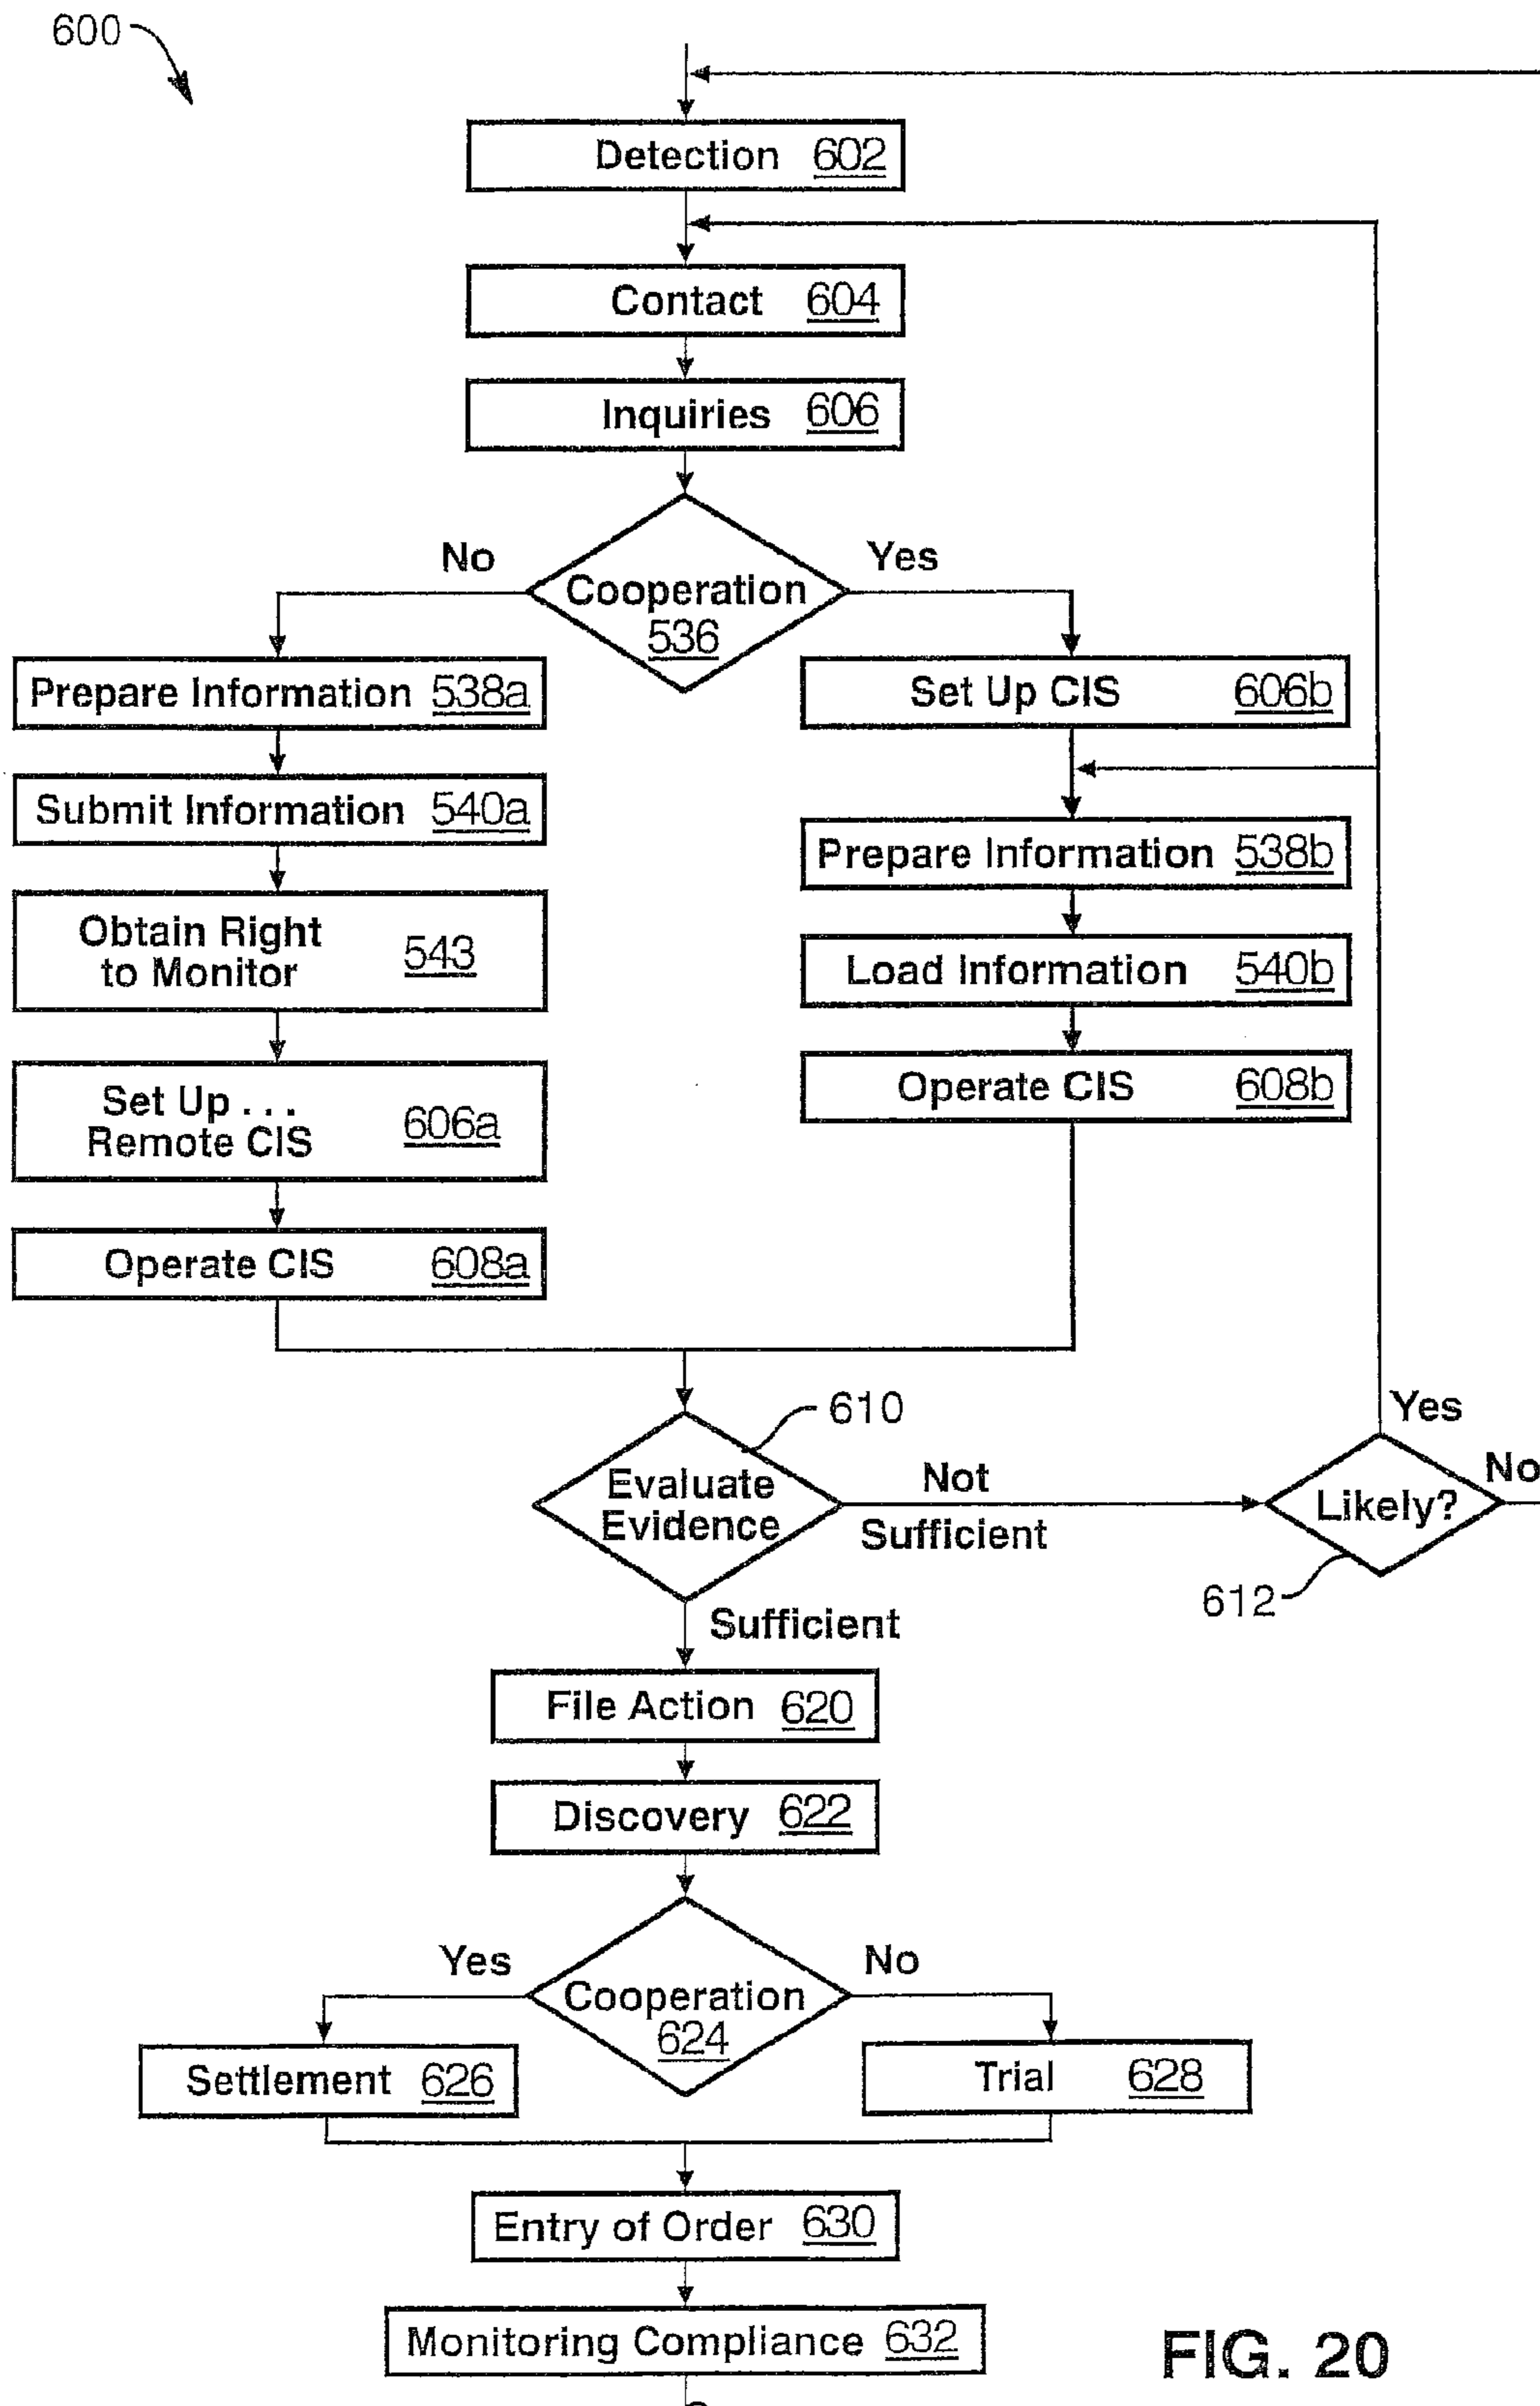 600
Detection 602
Contact 604
Inquiries 606
No
Yes
Cooperation
536
Prepare Information 538a
Set Up CIS 606b
Submit Information 540a
Prepare Information 538b
Obtain Right
to Monitor 543
Load Information 540b
Set Up . . .
Remote CIS 606a
Operate CIS 608b
Operate CIS 608a
610
Yes
Evaluate
Evidence
Not
Sufficient
Likely?
No
612
Sufficient
File Action 620
Discovery 622
Yes
No
Cooperation
624
Settlement 626
Trial 628
Entry of Order 630
Monitoring Compliance 632
FIG. 20